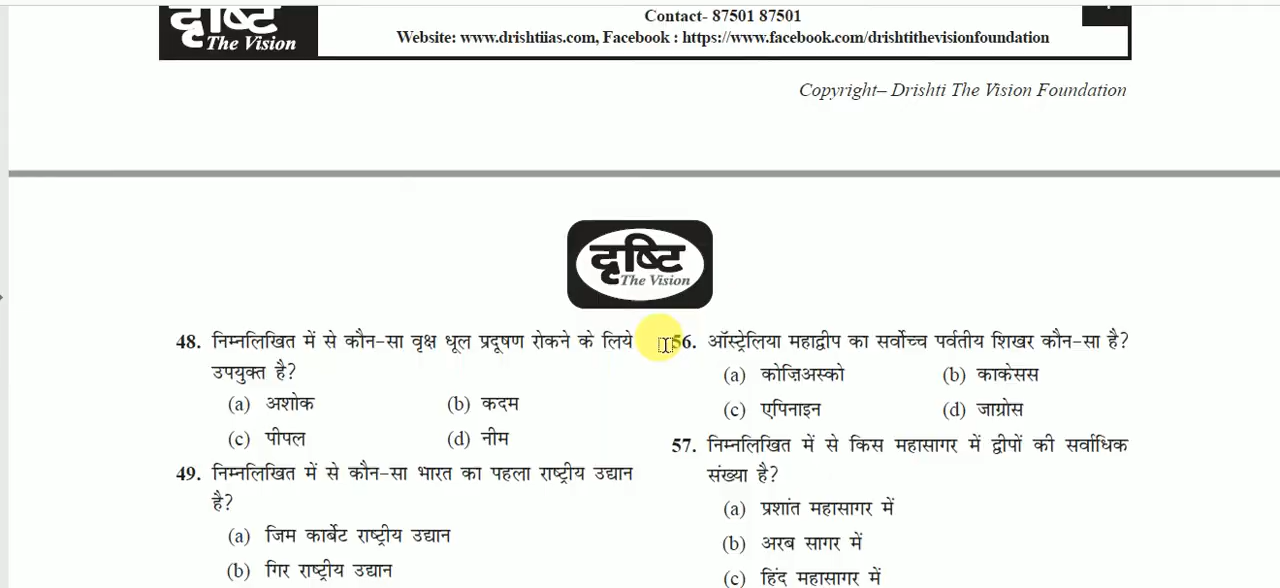 दृष्टि
The Vision
Contact- 87501 87501
Website: www.drishtiias.com, Facebook : https://www.facebook.com/drishtithevisionfoundation
Copyright– Drishti The Vision Foundation
दृष्टि
The Vision
48. निम्नलिखित में से कौन-सा वृक्ष धूल प्रदूषण रोकने के लिये
उपयुक्त है?
(a) अशोक (b) कदम
(c) पीपल (d) नीम
49. निम्नलिखित में से कौन-सा भारत का पहला राष्ट्रीय उद्यान
है?
(a) जिम कार्बेट राष्ट्रीय उद्यान
(b) गिर राष्ट्रीय उद्यान
56. ऑस्ट्रेलिया महाद्वीप का सर्वोच्च पर्वतीय शिखर कौन-सा है?
(a) कोज़िअस्को (b) काकेसस
(c) एपिनाइन (d) जाग्रोस
57. निम्नलिखित में से किस महासागर में द्वीपों की सर्वाधिक
संख्या है?
(a) प्रशांत महासागर में
(b) अरब सागर में
(c) हिंद महासागर में